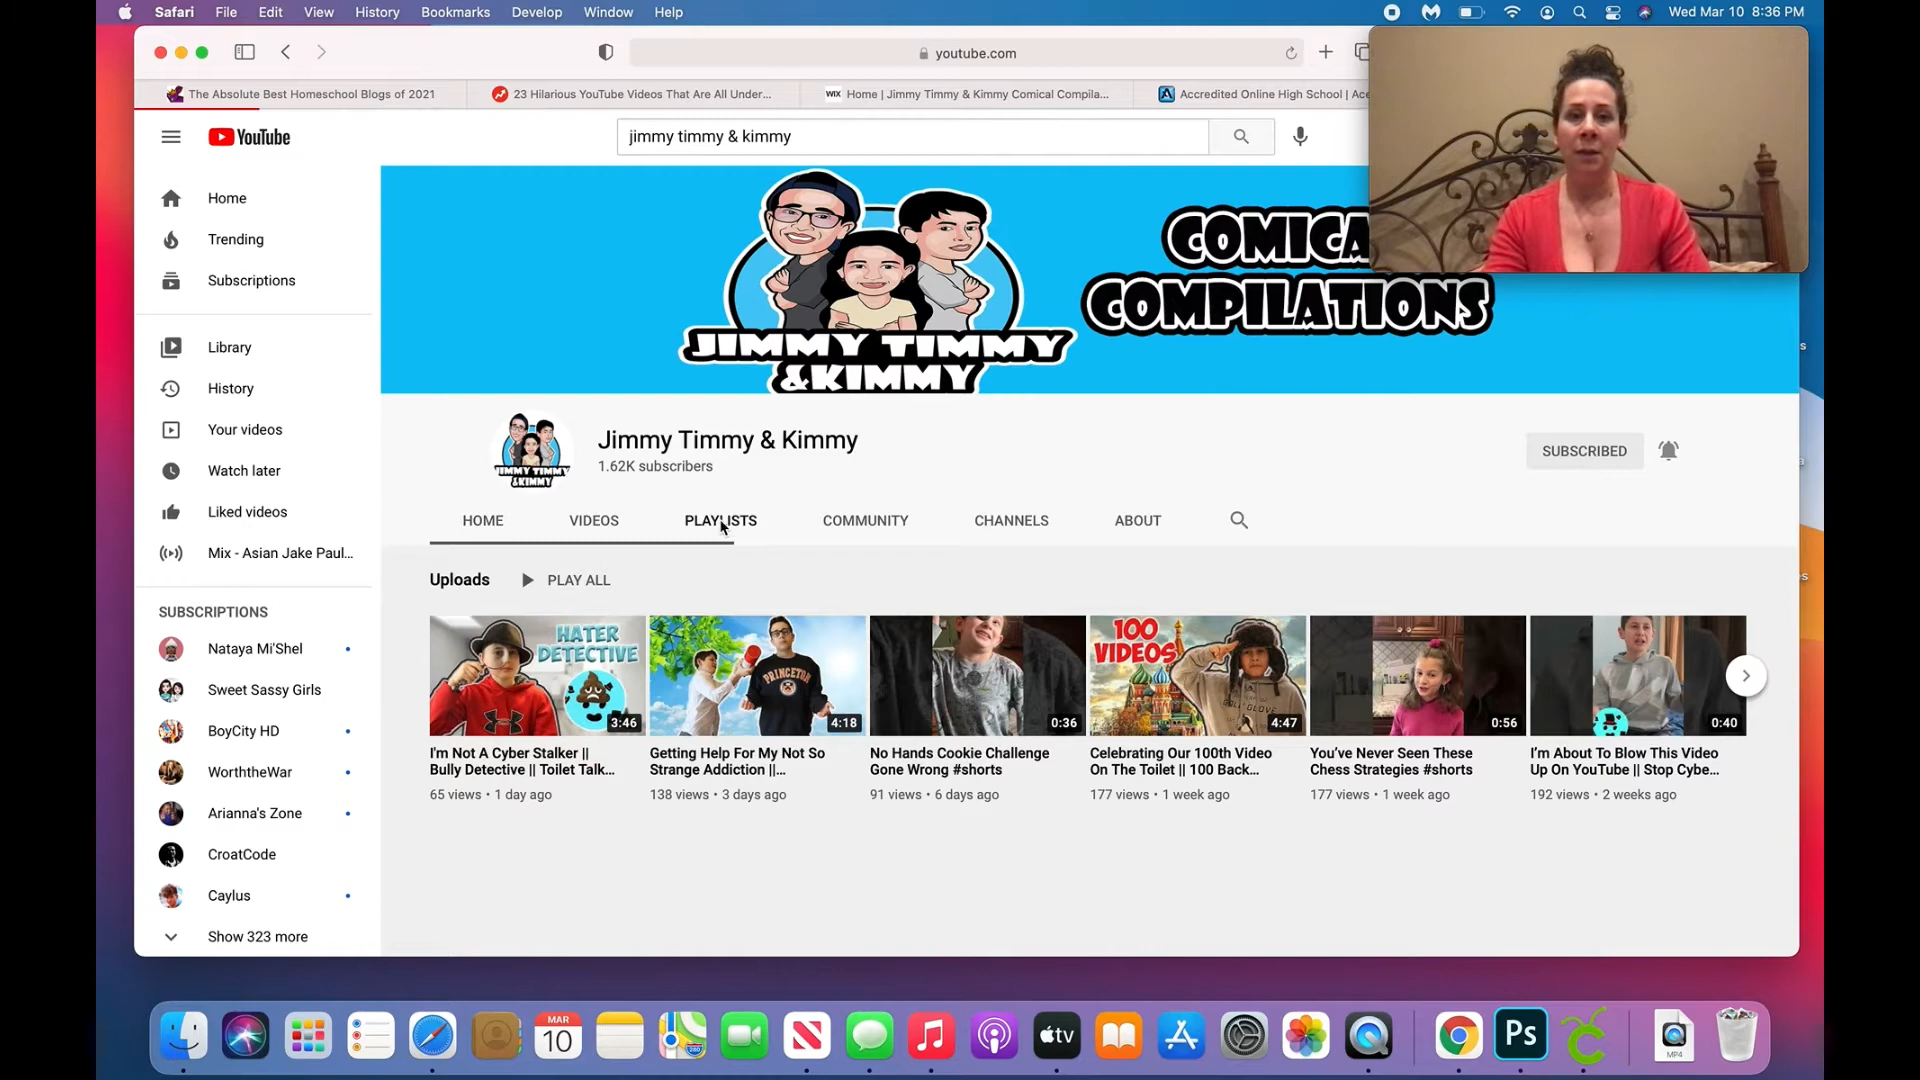 Safari File Edit View History Bookmarks Develop Window Help Wed Mar 10 8:36 PM
youtube.com
The Absolute Best Homeschool Blogs of 2021
23 Hilarious YouTube Videos That Are All Under...
WIX Home | Jimmy Timmy & Kimmy Comical Compila...
Accredited Online High School | Ac
YouTube
jimmy timmy & kimmy
Home
Trending
Subscriptions
Library
History
Your videos
Watch later
Liked videos
Mix - Asian Jake Paul...
SUBSCRIPTIONS
Nataya Mi'Shel
Sweet Sassy Girls
BoyCity HD
WorththeWar
Arianna's Zone
CroatCode
Caylus
Show 323 more
JIMMY TIMMY
&KIMMY
COMICA
COMPILATIONS
JIMMY TIMMY
&KIMMY
Jimmy Timmy & Kimmy
1.62K subscribers
SUBSCRIBED
HOME VIDEOS PLAYLISTS COMMUNITY CHANNELS ABOUT
Uploads PLAY ALL
HATER
DETECTIVE
3:46
I'm Not A Cyber Stalker ||
Bully Detective || Toilet Talk...
65 views • 1 day ago
PRINCETON
4:18
Getting Help For My Not So
Strange Addiction ||...
138 views • 3 days ago
0:36
No Hands Cookie Challenge
Gone Wrong #shorts
91 views • 6 days ago
100
VIDEOS
4:47
Celebrating Our 100th Video
On The Toilet || 100 Back...
177 views • 1 week ago
0:56
You've Never Seen These
Chess Strategies #shorts
177 views • 1 week ago
0:40
I'm About To Blow This Video
Up On YouTube || Stop Cybe...
192 views • 2 weeks ago
MAR
10
tv
Ps
MP4